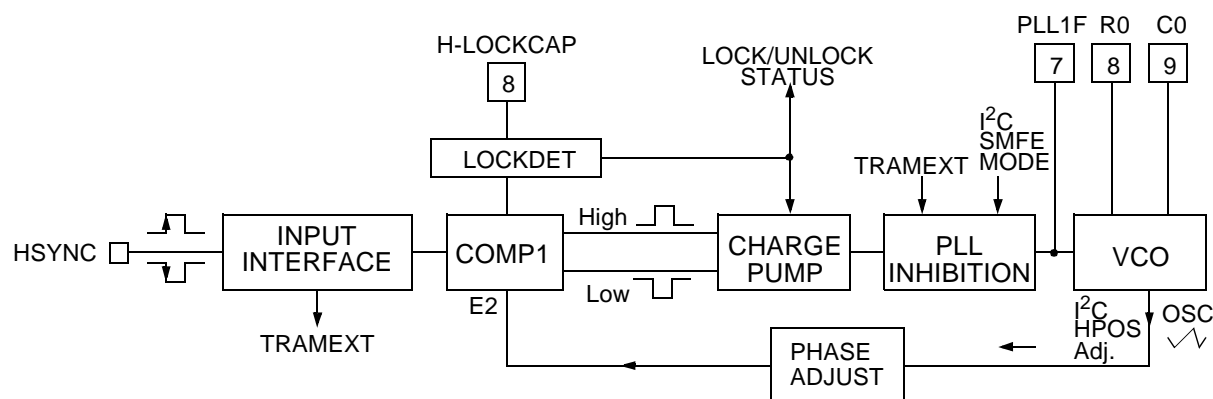 H-LOCKCAP
8
LOCK/UNLOCK
STATUS
PLL1F R0 C0
7 8 9
LOCKDET
TRAMEXT
I²C
SMFE
MODE
HSYNC
INPUT
INTERFACE
COMP1
High
Low
E2
CHARGE
PUMP
PLL
INHIBITION
VCO
TRAMEXT
PHASE
ADJUST
I²C
HPOS
Adj.
OSC